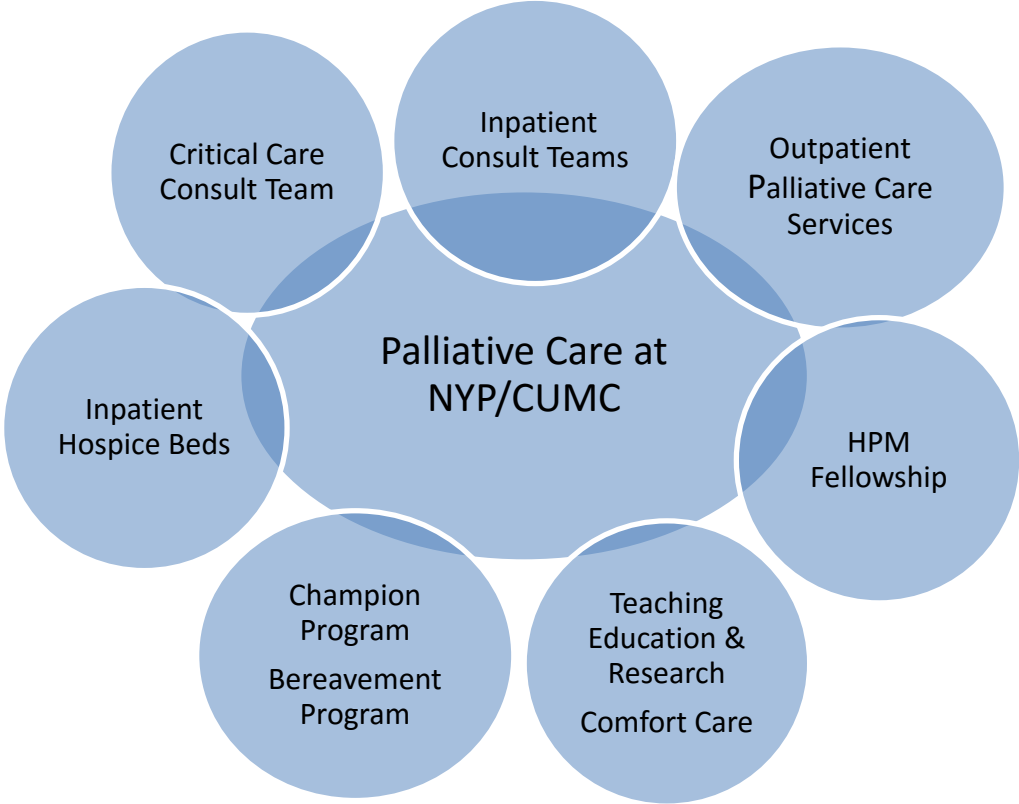 Inpatient
Consult Teams
Critical Care
Consult Team
Outpatient
Palliative Care
Services
Palliative Care at
NYP/CUMC
Inpatient
Hospice Beds
HPM
Fellowship
Champion
Program
Bereavement
Program
Teaching
Education &
Research
Comfort Care